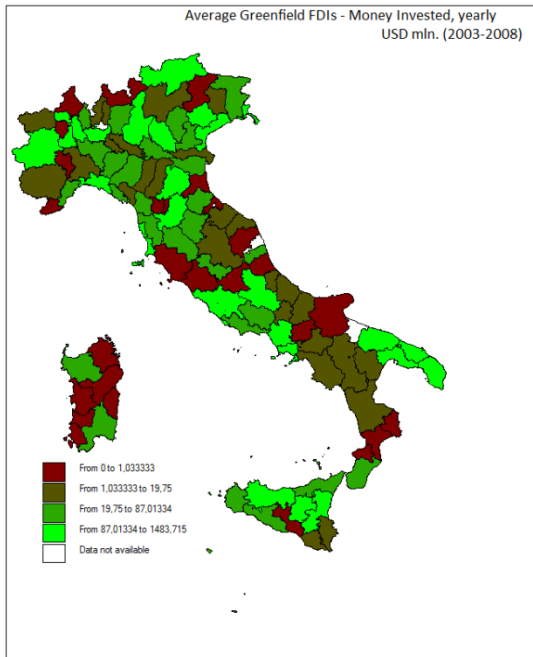 Average Greenfield FDIs - Money Invested, yearly
USD mln. (2003-2008)
From 0 to 1,033333
From 1,033333 to 19,75
From 19,75 to 87,01334
From 87,01334 to 1483,715
Data not available